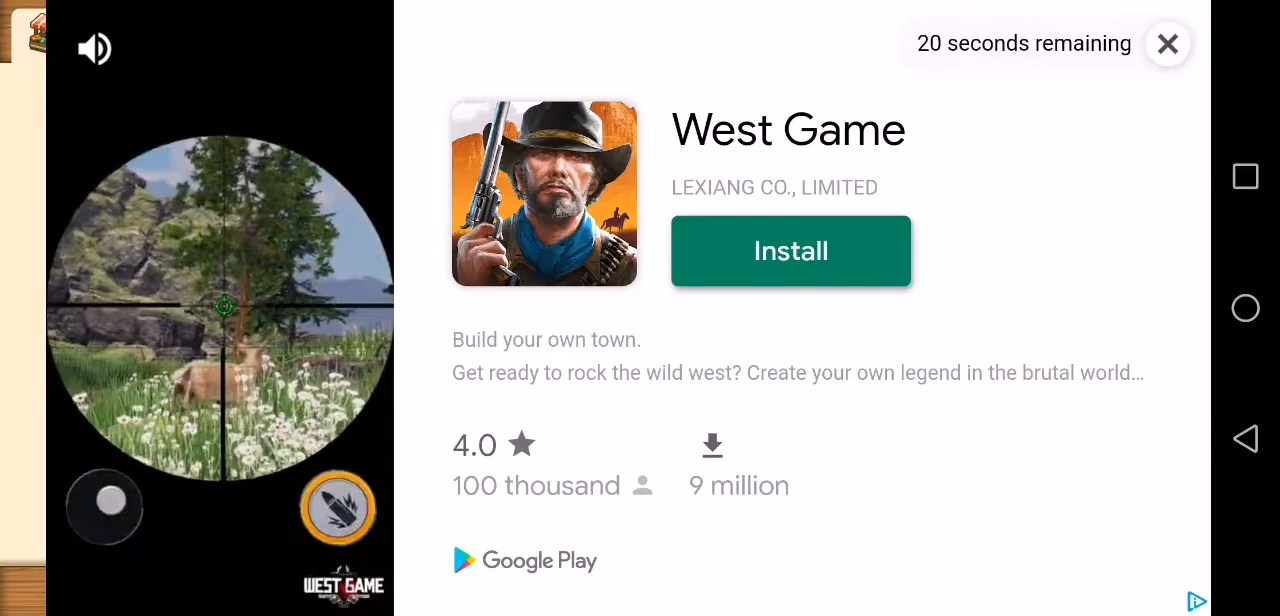 20 seconds remaining
West Game
LEXIANG CO., LIMITED
Install
Build your own town.
Get ready to rock the wild west? Create your own legend in the brutal world...
4.0
100 thousand
9 million
Google Play
WEST GAME